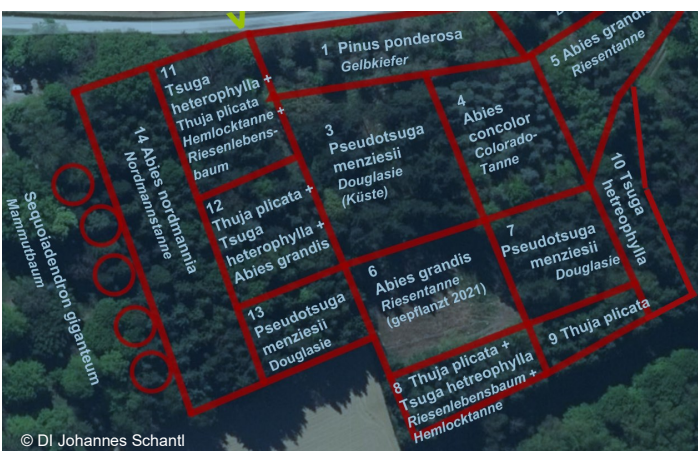 1 Pinus ponderosa
Gelbkiefer
5 Abies grandis
Riesentanne
11
Tsuga
heterophylla +
Thuja plicata
Hemlocktanne +
Riesenlebens-
baum
3
Pseudotsuga
menziesii
Douglasie
(Küste)
4
Abies
concolor
Colorado-
Tanne
14 Abies nordmannia
Nordmannstanne
10 Tsuga
hetreophylla
Sequoiadendron giganteum
Mammutbaum
12
Thuja plicata +
Tsuga
heterophylla +
Abies grandis
7
Pseudotsuga
menziesii
Douglasie
6
Abies grandis
Riesentanne
(gepflanzt 2021)
13
Pseudotsuga
menziesii
Douglasie
9 Thuja plicata
8 Thuja plicata +
Tsuga hetreophylla
Riesenlebensbaum +
Hemlocktanne
© DI Johannes Schantl